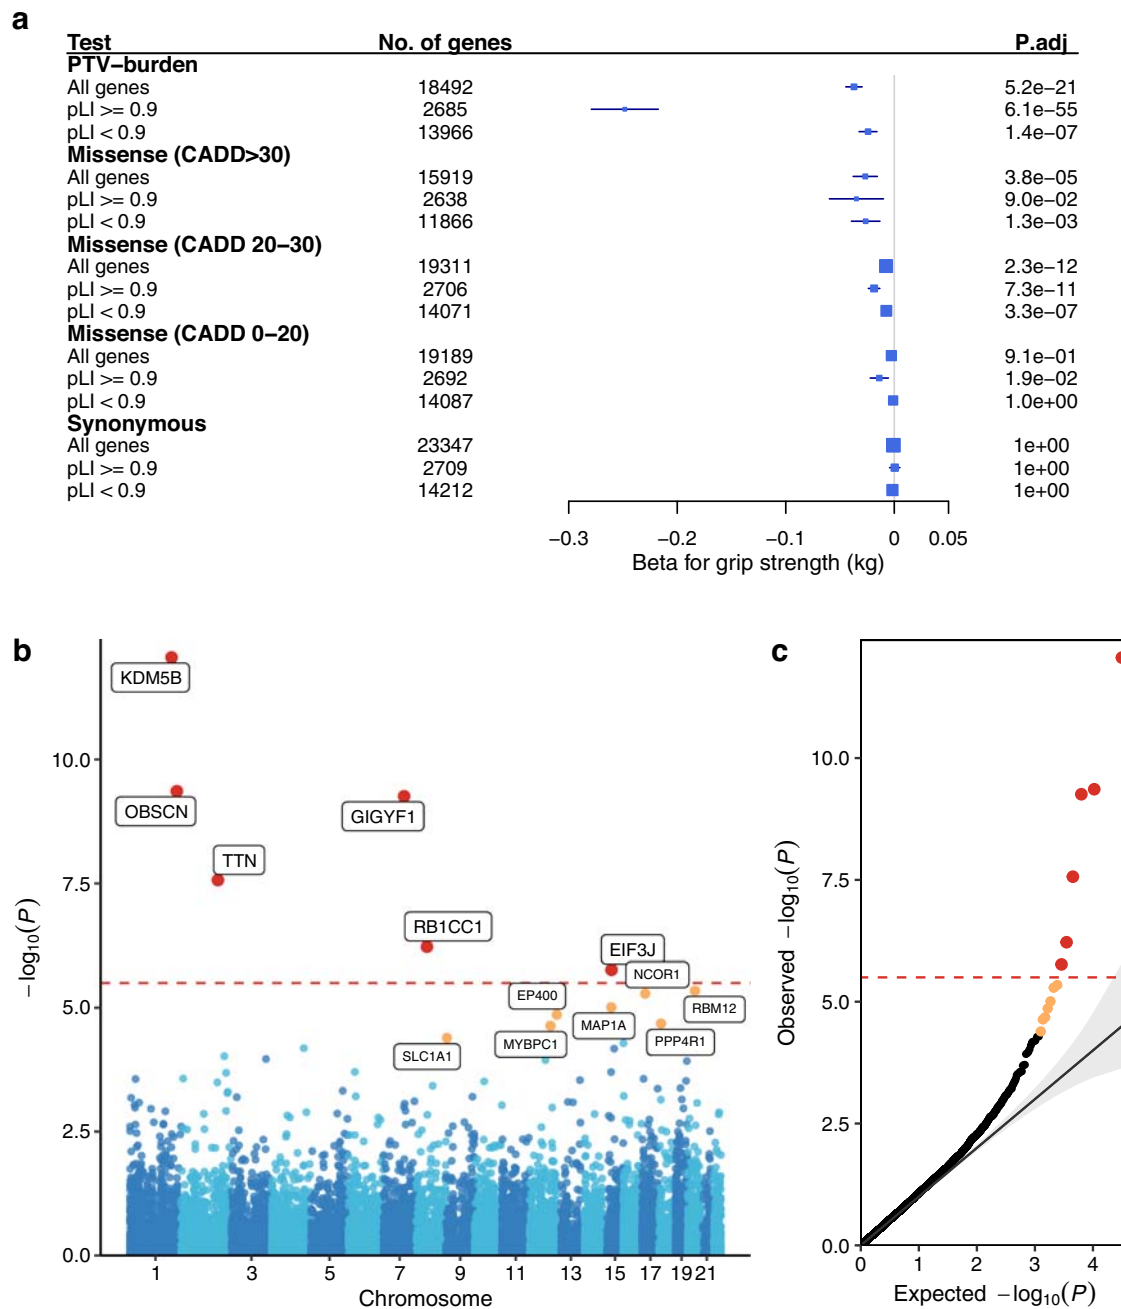 a
Test No. of genes P.adj
PTV−burden
All genes 18492 5.2e−21
pLI >= 0.9 2685 6.1e−55
pLI < 0.9 13966 1.4e−07
Missense (CADD>30)
All genes 15919 3.8e−05
pLI >= 0.9 2638 9.0e−02
pLI < 0.9 11866 1.3e−03
Missense (CADD 20−30)
All genes 19311 2.3e−12
pLI >= 0.9 2706 7.3e−11
pLI < 0.9 14071 3.3e−07
Missense (CADD 0−20)
All genes 19189 9.1e−01
pLI >= 0.9 2692 1.9e−02
pLI < 0.9 14087 1.0e+00
Synonymous
All genes 23347 1e+00
pLI >= 0.9 2709 1e+00
pLI < 0.9 14212 1e+00
−0.3 −0.2 −0.1 0 0.05
Beta for grip strength (kg)
b
KDM5B
OBSCN
GIGYF1
TTN
RB1CC1
EIF3J
NCOR1
EP400
RBM12
MAP1A
MYBPC1
PPP4R1
SLC1A1
10.0
7.5
5.0
2.5
0.0
−log10(P)
1 3 5 7 9 11 13 15 17 19 21
Chromosome
c
10.0
7.5
5.0
2.5
0.0
Observed −log10(P)
0 1 2 3 4
Expected −log10(P)